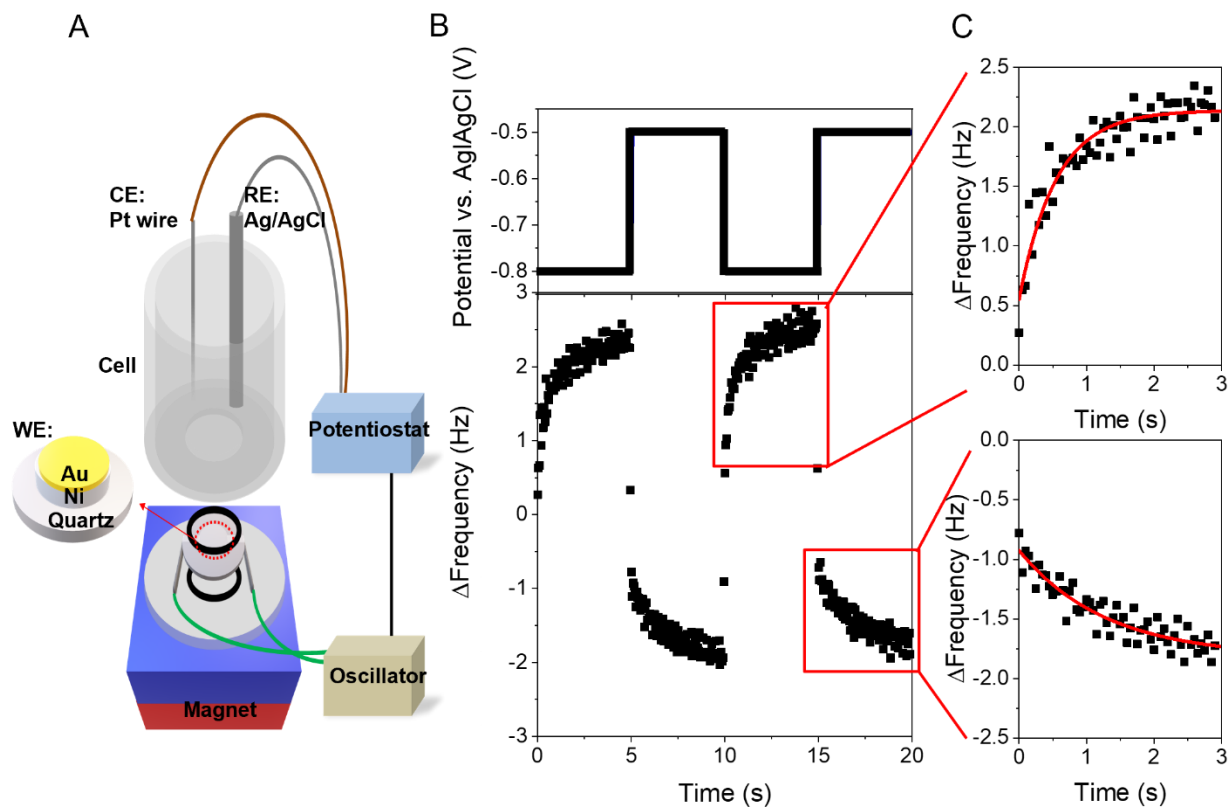 A
CE:
Pt wire
RE:
Ag/AgCl
Cell
WE:
Au
Ni
Quartz
Potentiostat
Oscillator
Magnet
B
Potential vs. Ag|AgCl (V)
-0.5
-0.6
-0.7
-0.8
ΔFrequency (Hz)
3
2
1
0
-1
-2
-3
0 5 10 15 20
Time (s)
C
ΔFrequency (Hz)
2.5
2.0
1.5
1.0
0.5
0.0
0 1 2 3
Time (s)
ΔFrequency (Hz)
0.0
-0.5
-1.0
-1.5
-2.0
-2.5
0 1 2 3
Time (s)